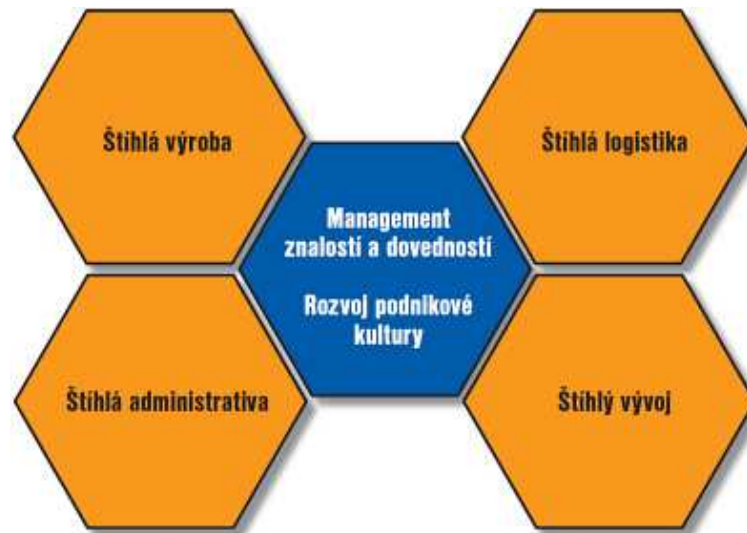 Štíhlá výroba
Štíhlá logistika
Management
znalostí a dovedností
Rozvoj podnikové
kultury
Štíhlá administrativa
Štíhlý vývoj